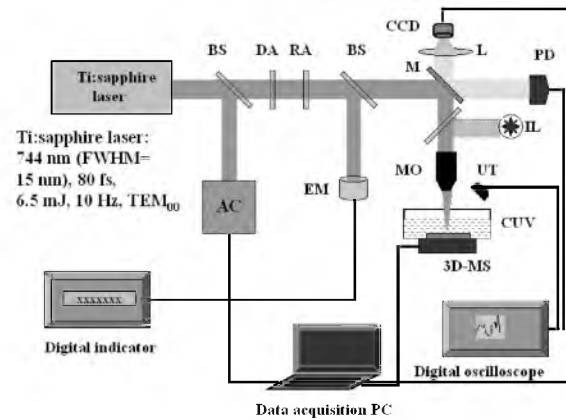 CCD
L
BS
DA
RA
BS
M
PD
Ti:sapphire
laser
IL
Ti:sapphire laser:
744 nm (FWHM=
15 nm), 80 fs,
6.5 mJ, 10 Hz, TEM₀₀
MO
UT
EM
AC
CUV
3D-MS
xxxxxxx
Digital indicator
Digital oscilloscope
Data acquisition PC